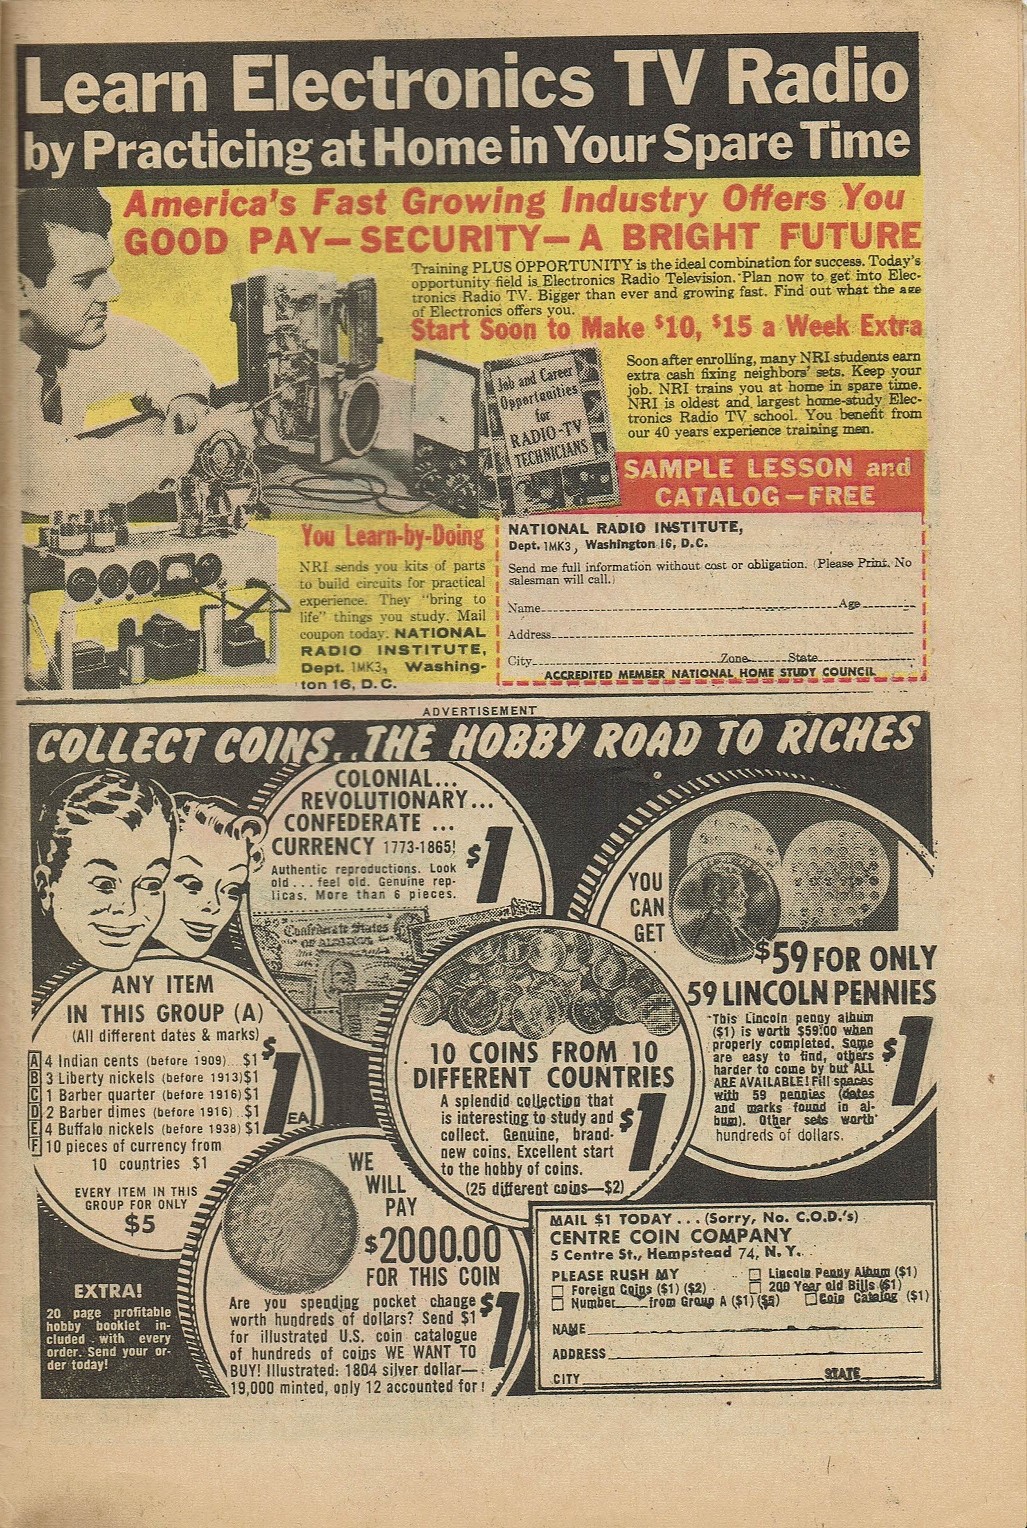 Learn Electronics TV Radio
by Practicing at Home in Your Spare Time
America's Fast Growing Industry Offers You
GOOD PAY—SECURITY—A BRIGHT FUTURE
Training PLUS OPPORTUNITY is the ideal combination for success. Today's
opportunity field is Electronics Radio Television. Plan now to get into Elec-
tronics Radio TV. Bigger than ever and growing fast. Find out what the age
of Electronics offers you.
Start Soon to Make $10, $15 a Week Extra
Soon after enrolling, many NRI students earn
extra cash fixing neighbors' sets. Keep your
job. NRI trains you at home in spare time.
NRI is oldest and largest home-study Elec-
tronics Radio TV school. You benefit from
our 40 years' experience training men.
Job and Career
Opportunities
for
RADIO-TV
TECHNICIANS
SAMPLE LESSON and
CATALOG—FREE
You Learn-by-Doing
NRI sends you kits of parts
to build circuits for practical
experience. They "bring to
life" things you study. Mail
coupon today. NATIONAL
RADIO INSTITUTE,
Dept. 1MK3, Washing-
ton 16, D.C.
NATIONAL RADIO INSTITUTE,
Dept. 1MK3, Washington 16, D.C.
Send me full information without cost or obligation. (Please Print. No
salesman will call.)
Name Age
Address
City Zone State
ACCREDITED MEMBER NATIONAL HOME STUDY COUNCIL
ADVERTISEMENT
COLLECT COINS..THE HOBBY ROAD TO RICHES
COLONIAL...
REVOLUTIONARY...
CONFEDERATE ...
CURRENCY 1773-1865!
$1
Authentic reproductions. Look
old...feel old. Genuine rep-
licas. More than 6 pieces.
Confederate States
OF AMERICA
YOU
CAN
GET
$59 FOR ONLY
59 LINCOLN PENNIES
This Lincoln penny album
($1) is worth $59.00 when
properly completed. Some
are easy to find, others
harder to come by but ALL
ARE AVAILABLE! Fill spaces
with 59 pennies (dates
and marks found in al-
bum). Other sets worth
hundreds of dollars.
$1
ANY ITEM
IN THIS GROUP (A)
(All different dates & marks)
A 4 Indian cents (before 1909)...$1
B 3 Liberty nickels (before 1913)$1
C 1 Barber quarter (before 1916)$1
D 2 Barber dimes (before 1916) .$1
E 4 Buffalo nickels (before 1938) $1
F 10 pieces of currency from
10 countries $1
$1 EA
EVERY ITEM IN THIS
GROUP FOR ONLY
$5
10 COINS FROM 10
DIFFERENT COUNTRIES
A splendid collection that
is interesting to study and
collect. Genuine, brand-
new coins. Excellent start
to the hobby of coins.
(25 different coins—$2)
$1
EXTRA!
20 page profitable
hobby booklet in-
cluded with every
order. Send your or-
der today!
WE
WILL
PAY
$2000.00
FOR THIS COIN
Are you spending pocket change
worth hundreds of dollars? Send $1
for illustrated U.S. coin catalogue
of hundreds of coins WE WANT TO
BUY! Illustrated: 1804 silver dollar—
19,000 minted, only 12 accounted for!
$1
MAIL $1 TODAY...(Sorry, No. C.O.D.'s)
CENTRE COIN COMPANY
5 Centre St., Hempstead 74, N.Y.
PLEASE RUSH MY
Lincoln Penny Album ($1)
Foreign Coins ($1) ($2)
200 Year old Bills ($1)
Number from Group A ($1) ($5)
Coin Catalog ($1)
NAME
ADDRESS
CITY STATE